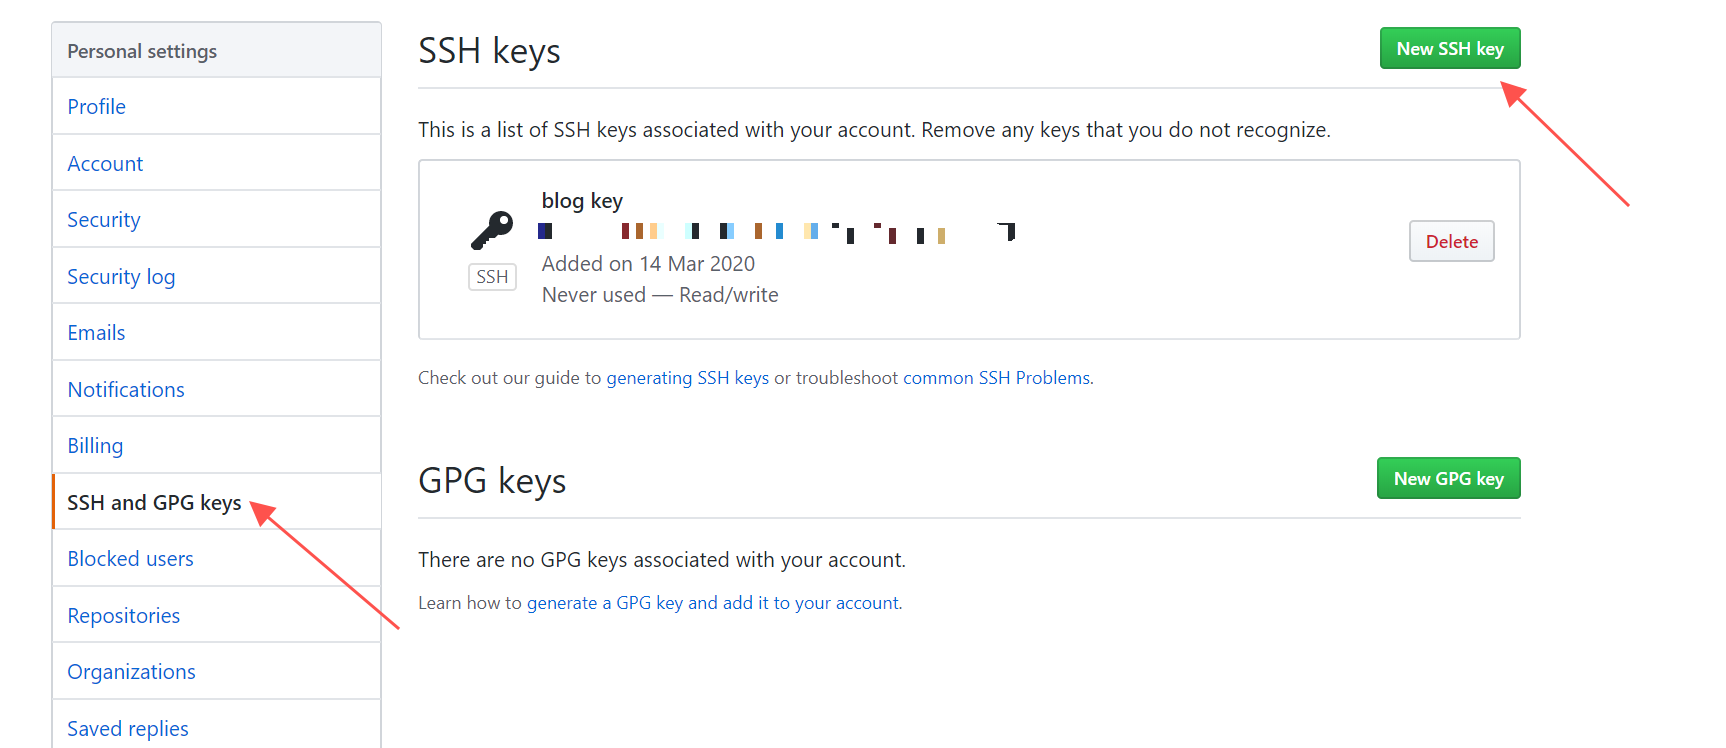 Personal settings
Profile
Account
Security
Security log
Emails
Notifications
Billing
SSH and GPG keys
Blocked users
Repositories
Organizations
Saved replies
SSH keys
New SSH key
This is a list of SSH keys associated with your account. Remove any keys that you do not recognize.
blog key
SSH
Added on 14 Mar 2020
Never used — Read/write
Delete
Check out our guide to generating SSH keys or troubleshoot common SSH Problems.
GPG keys
New GPG key
There are no GPG keys associated with your account.
Learn how to generate a GPG key and add it to your account.